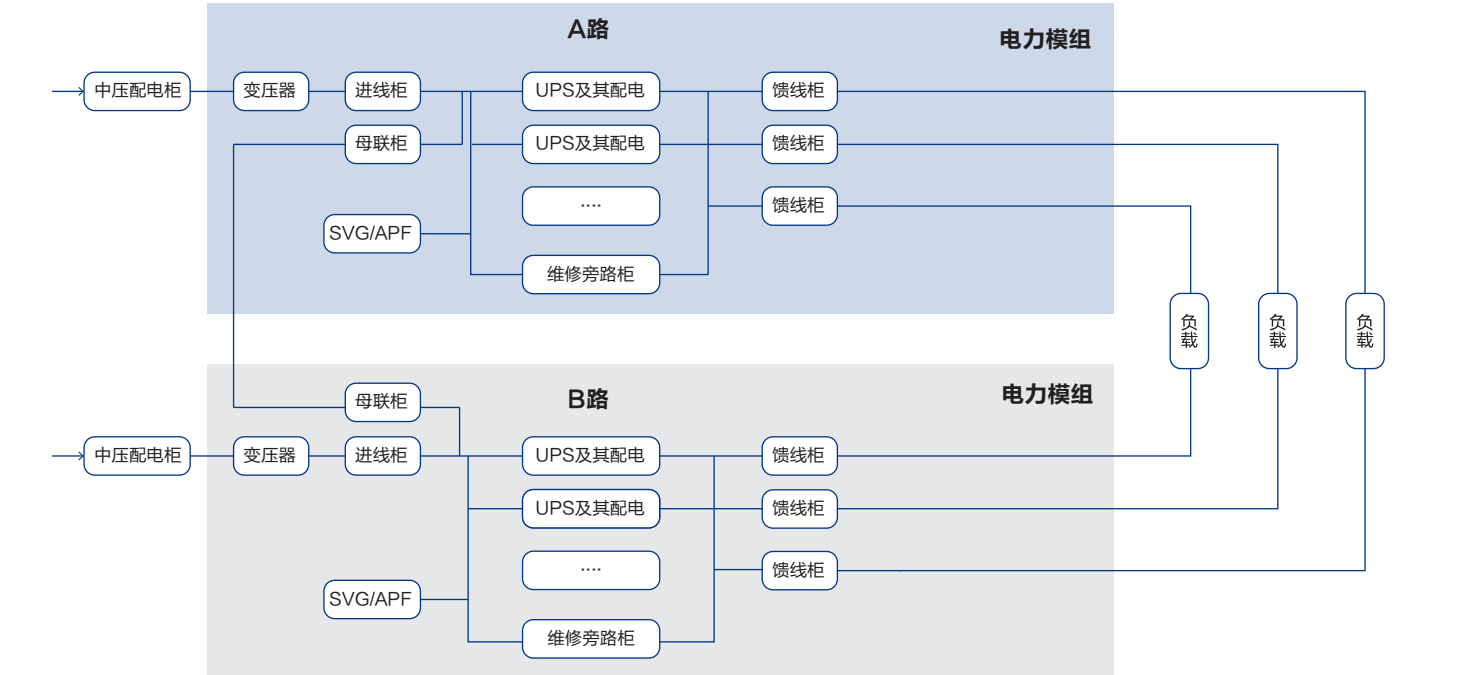 A路
电力模组
中压配电柜
变压器
进线柜
UPS及其配电
馈线柜
母联柜
UPS及其配电
馈线柜
....
馈线柜
SVG/APF
维修旁路柜
负载
负载
负载
B路
电力模组
母联柜
中压配电柜
变压器
进线柜
UPS及其配电
馈线柜
UPS及其配电
馈线柜
....
馈线柜
SVG/APF
维修旁路柜